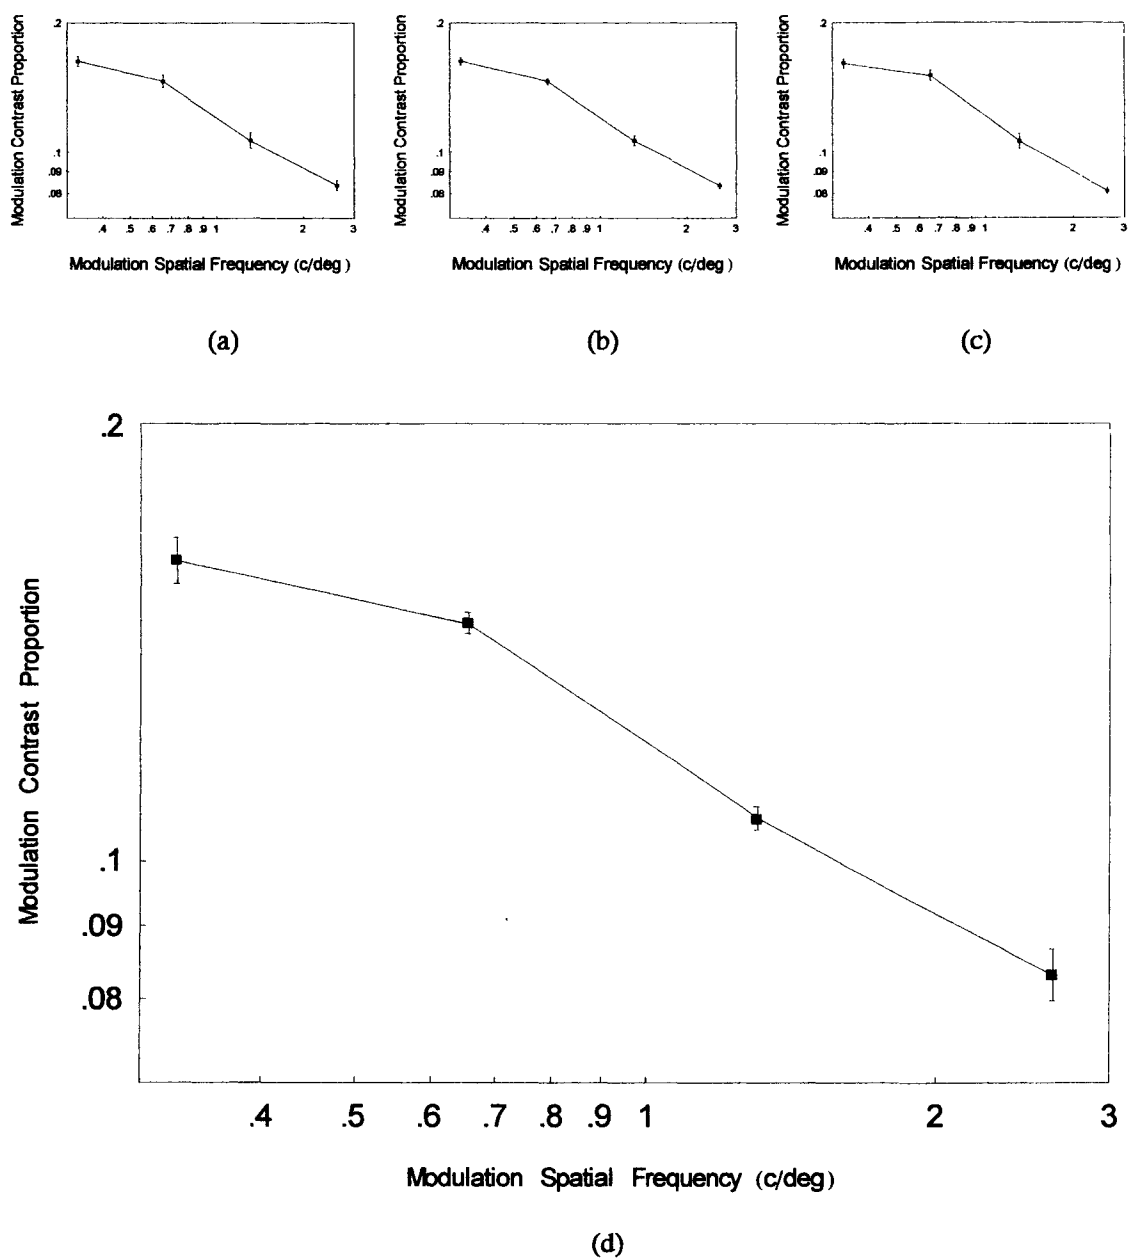 .2
.1
.09
.08
Modulation Contrast Proportion
.4 .5 .6 .7 .8 .9 1 2 3
Modulation Spatial Frequency (c/deg)
(a)
.2
.1
.09
.08
Modulation Contrast Proportion
.4 .5 .6 .7 .8 .9 1 2 3
Modulation Spatial Frequency (c/deg)
(b)
.2
.1
.09
.08
Modulation Contrast Proportion
.4 .5 .6 .7 .8 .9 1 2 3
Modulation Spatial Frequency (c/deg)
(c)
.2
.1
.09
.08
Modulation Contrast Proportion
.4 .5 .6 .7 .8 .9 1 2 3
Modulation Spatial Frequency (c/deg)
(d)